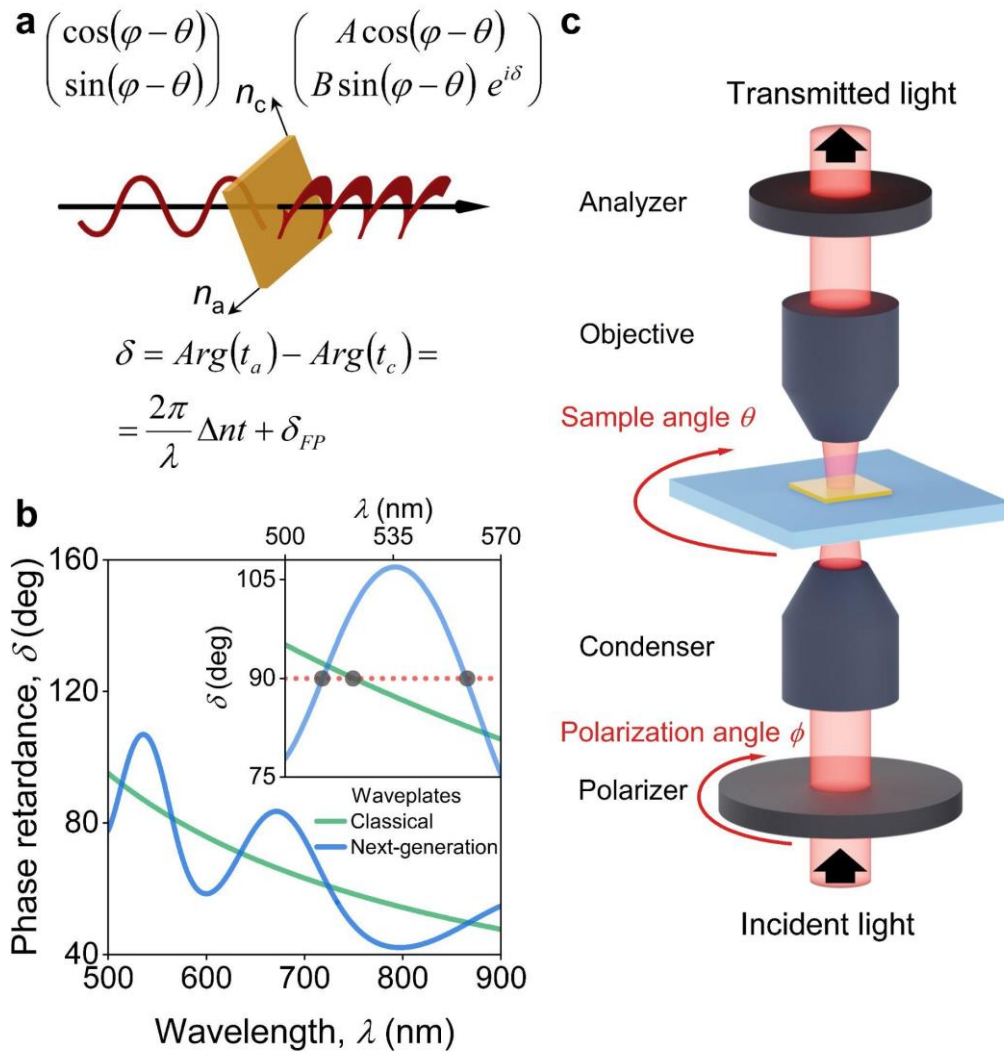 a
cos(φ − θ)
sin(φ − θ)
A cos(φ − θ)
B sin(φ − θ) e^{iδ}
n_c
n_a
δ = Arg(t_a) − Arg(t_c) =
= 2π/λ Δnt + δ_FP
b
λ (nm)
500 535 570
105
90
75
δ (deg)
Waveplates
Classical
Next-generation
160
120
80
40
Phase retardance, δ (deg)
500 600 700 800 900
Wavelength, λ (nm)
c
Transmitted light
Analyzer
Objective
Sample angle θ
Condenser
Polarization angle ϕ
Polarizer
Incident light